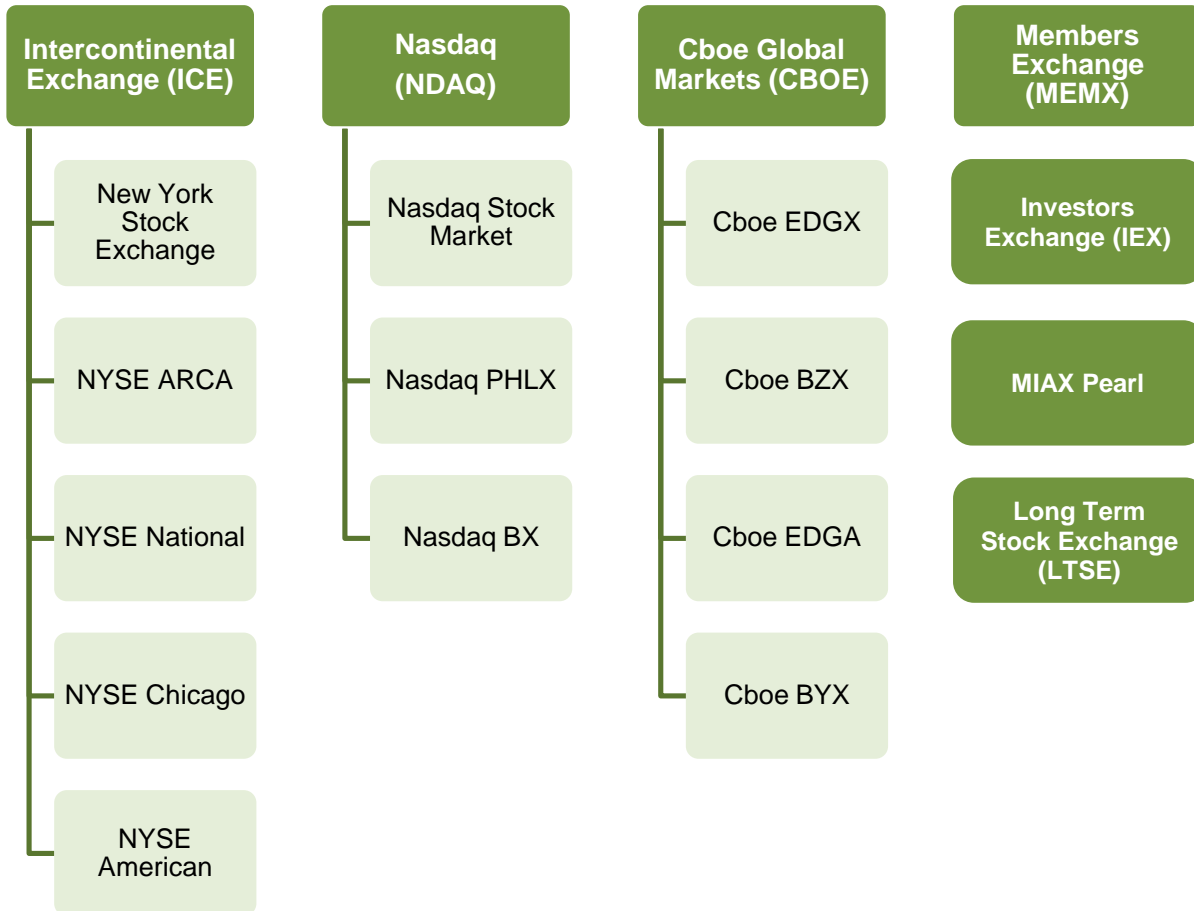 Intercontinental
Exchange (ICE)
New York
Stock
Exchange
NYSE ARCA
NYSE National
NYSE Chicago
NYSE
American
Nasdaq
(NDAQ)
Nasdaq Stock
Market
Nasdaq PHLX
Nasdaq BX
Cboe Global
Markets (CBOE)
Cboe EDGX
Cboe BZX
Cboe EDGA
Cboe BYX
Members
Exchange
(MEMX)
Investors
Exchange (IEX)
MIAX Pearl
Long Term
Stock Exchange
(LTSE)